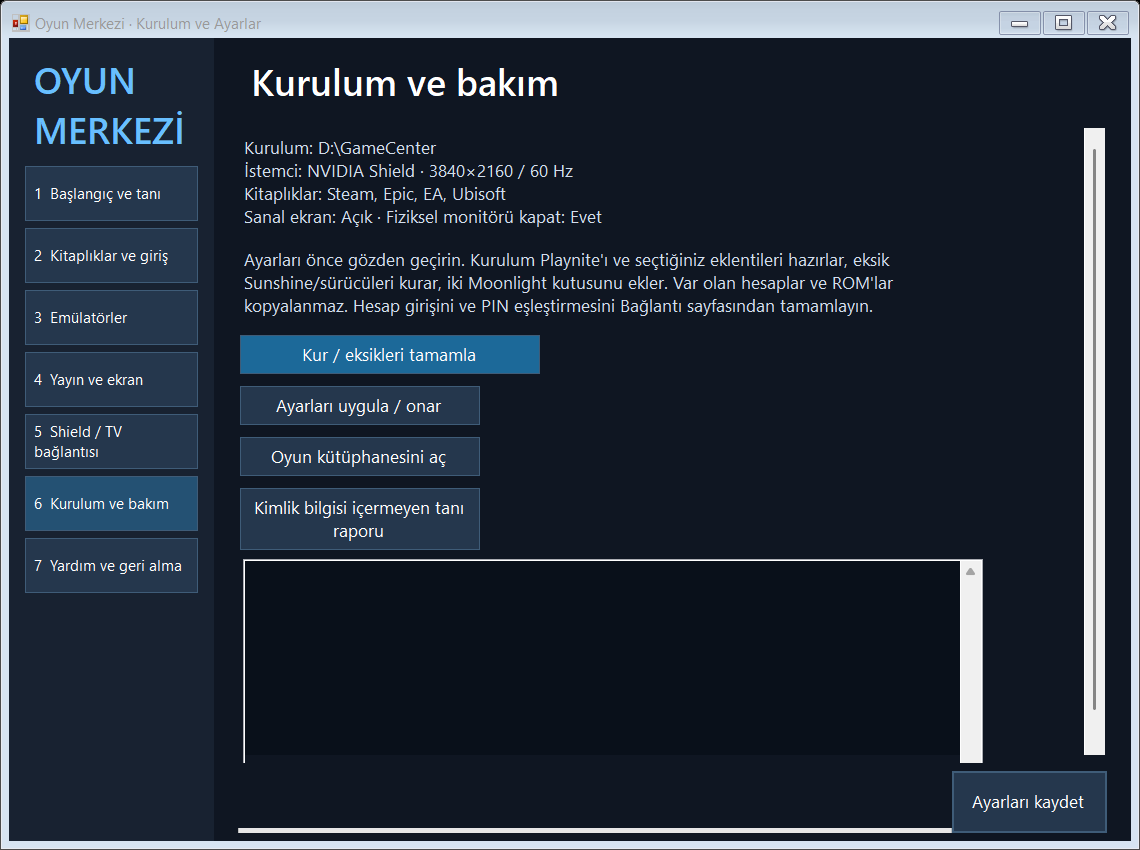 Oyun Merkezi · Kurulum ve Ayarlar
OYUN
MERKEZİ
1 Başlangıç ve tanı
2 Kitaplıklar ve giriş
3 Emülatörler
4 Yayın ve ekran
5 Shield / TV
bağlantısı
6 Kurulum ve bakım
7 Yardım ve geri alma
Kurulum ve bakım
Kurulum: D:\GameCenter
İstemci: NVIDIA Shield · 3840×2160 / 60 Hz
Kitaplıklar: Steam, Epic, EA, Ubisoft
Sanal ekran: Açık · Fiziksel monitörü kapat: Evet
Ayarları önce gözden geçirin. Kurulum Playnite'ı ve seçtiğiniz eklentileri hazırlar, eksik
Sunshine/sürücüleri kurar, iki Moonlight kutusunu ekler. Var olan hesaplar ve ROM'lar
kopyalanmaz. Hesap girişini ve PIN eşleştirmesini Bağlantı sayfasından tamamlayın.
Kur / eksikleri tamamla
Ayarları uygula / onar
Oyun kütüphanesini aç
Kimlik bilgisi içermeyen tanı
raporu
Ayarları kaydet